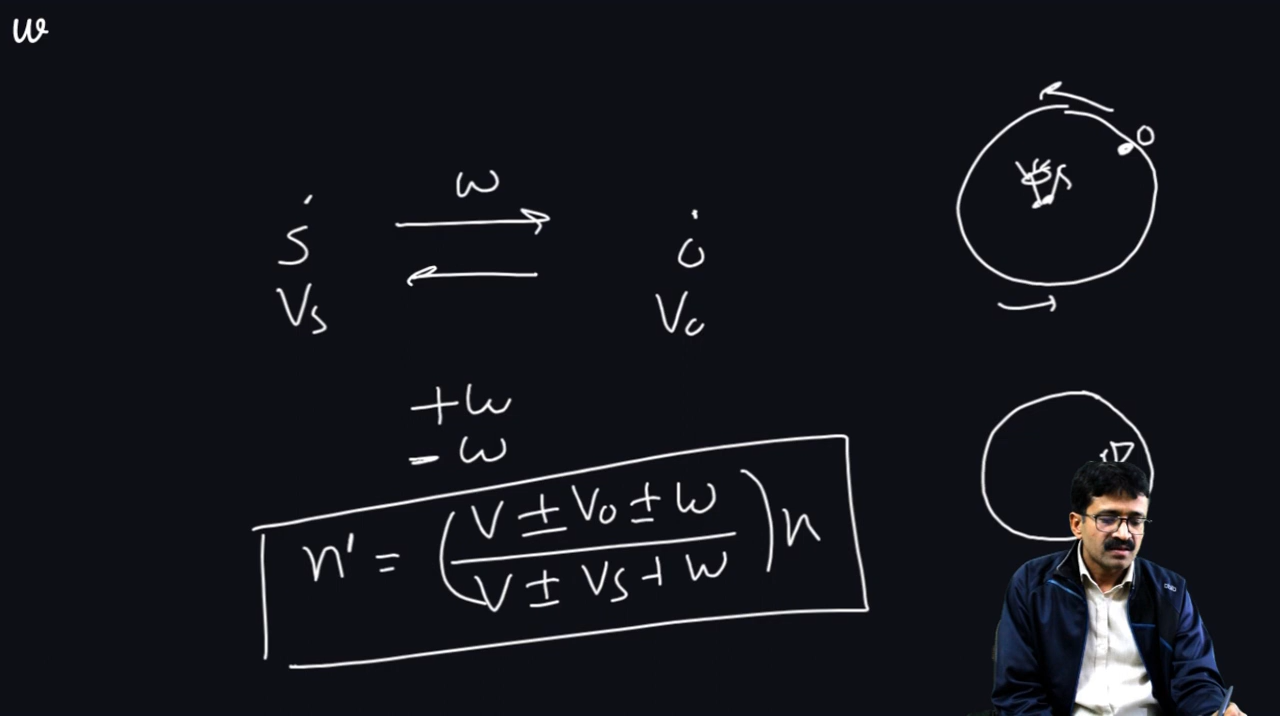 w
w
S O
Vs Vo
+w
- w
n' = (V ± Vo ± w / V ± Vs + w) n
O